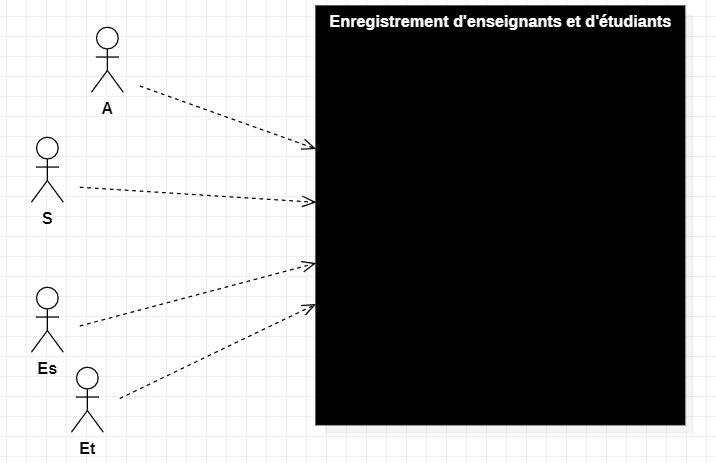 Enregistrement d'enseignants et d'étudiants
A
S
Es
Et